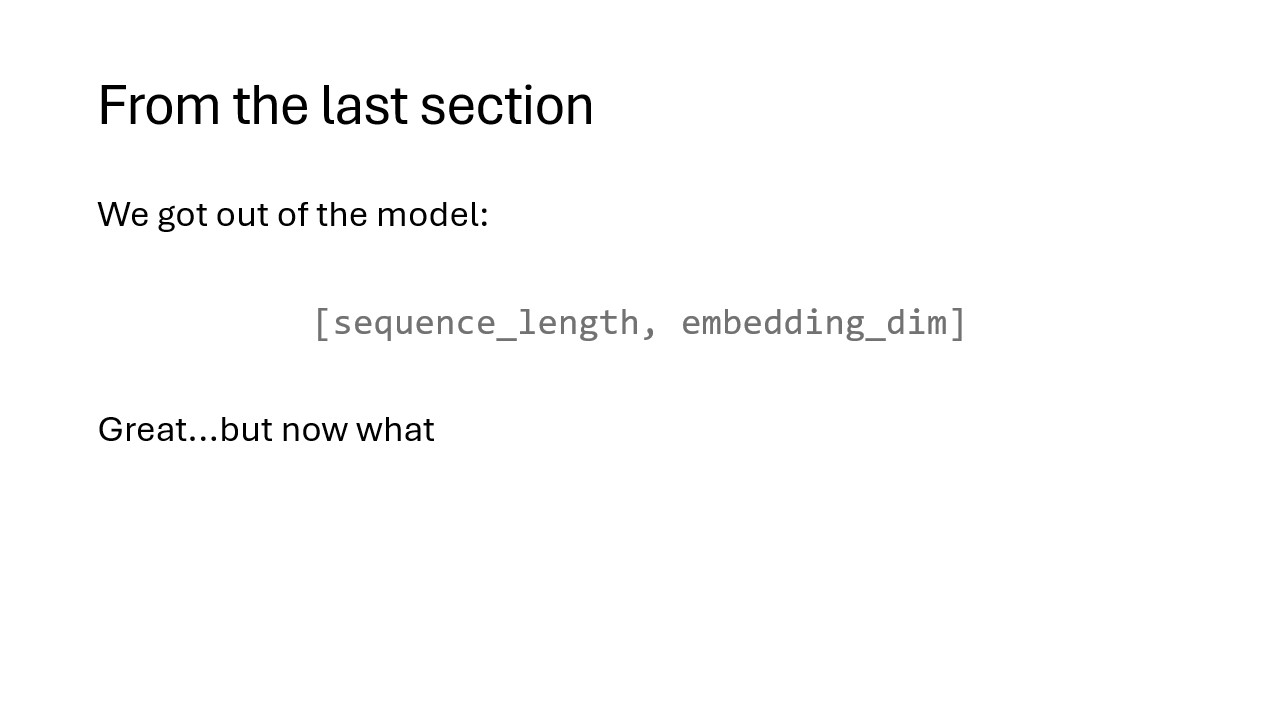 From the last section
We got out of the model:
[sequence_length, embedding_dim]
Great...but now what